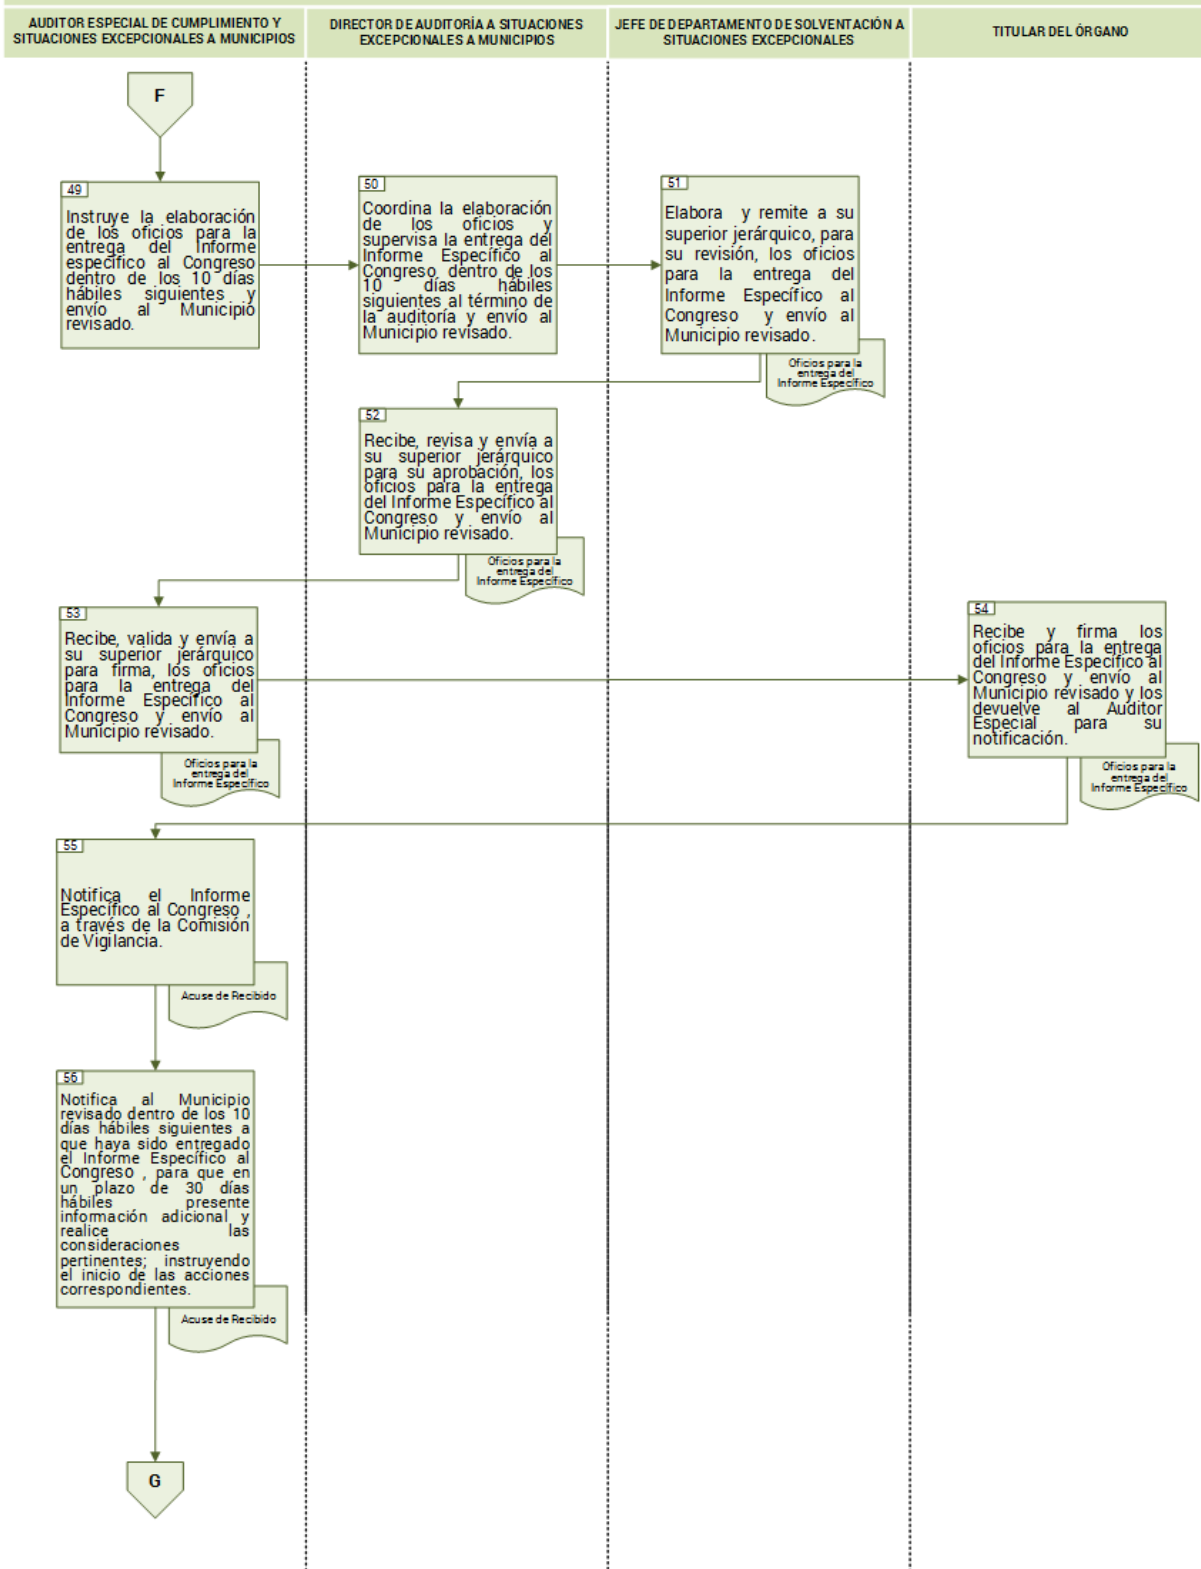 AUDITOR ESPECIAL DE CUMPLIMIENTO Y
SITUACIONES EXCEPCIONALES A MUNICIPIOS
DIRECTOR DE AUDITORÍA A SITUACIONES
EXCEPCIONALES A MUNICIPIOS
JEFE DE DEPARTAMENTO DE SOLVENTACIÓN A
SITUACIONES EXCEPCIONALES
TITULAR DEL ÓRGANO
F
49
Instruye la elaboración
de los oficios para la
entrega del Informe
específico al Congreso
dentro de los 10 días
hábiles siguientes y
envío al Municipio
revisado.
50
Coordina la elaboración
de los oficios y
supervisa la entrega del
Informe Específico al
Congreso dentro de los
10 días hábiles
siguientes al término de
la auditoría y envío al
Municipio revisado.
51
Elabora y remite a su
superior jerárquico, para
su revisión, los oficios
para la entrega del
Informe Específico al
Congreso y envío al
Municipio revisado.
Oficios para la
entrega del
Informe Específico
52
Recibe, revisa y envía a
su superior jerárquico
para su aprobación, los
oficios para la entrega
del Informe Específico al
Congreso y envío al
Municipio revisado.
Oficios para la
entrega del
Informe Específico
53
Recibe, valida y envía a
su superior jerárquico
para firma, los oficios
para la entrega del
Informe Específico al
Congreso y envío al
Municipio revisado.
Oficios para la
entrega del
Informe Específico
54
Recibe y firma los
oficios para la entrega
del Informe Específico al
Congreso y envío al
Municipio revisado y los
devuelve al Auditor
Especial para su
notificación.
Oficios para la
entrega del
Informe Específico
55
Notifica el Informe
Específico al Congreso ,
a través de la Comisión
de Vigilancia.
Acuse de Recibido
56
Notifica al Municipio
revisado dentro de los 10
días hábiles siguientes a
que haya sido entregado
el Informe Específico al
Congreso , para que en
un plazo de 30 días
hábiles presente
información adicional y
realice las
consideraciones
pertinentes; instruyendo
el inicio de las acciones
correspondientes.
Acuse de Recibido
G